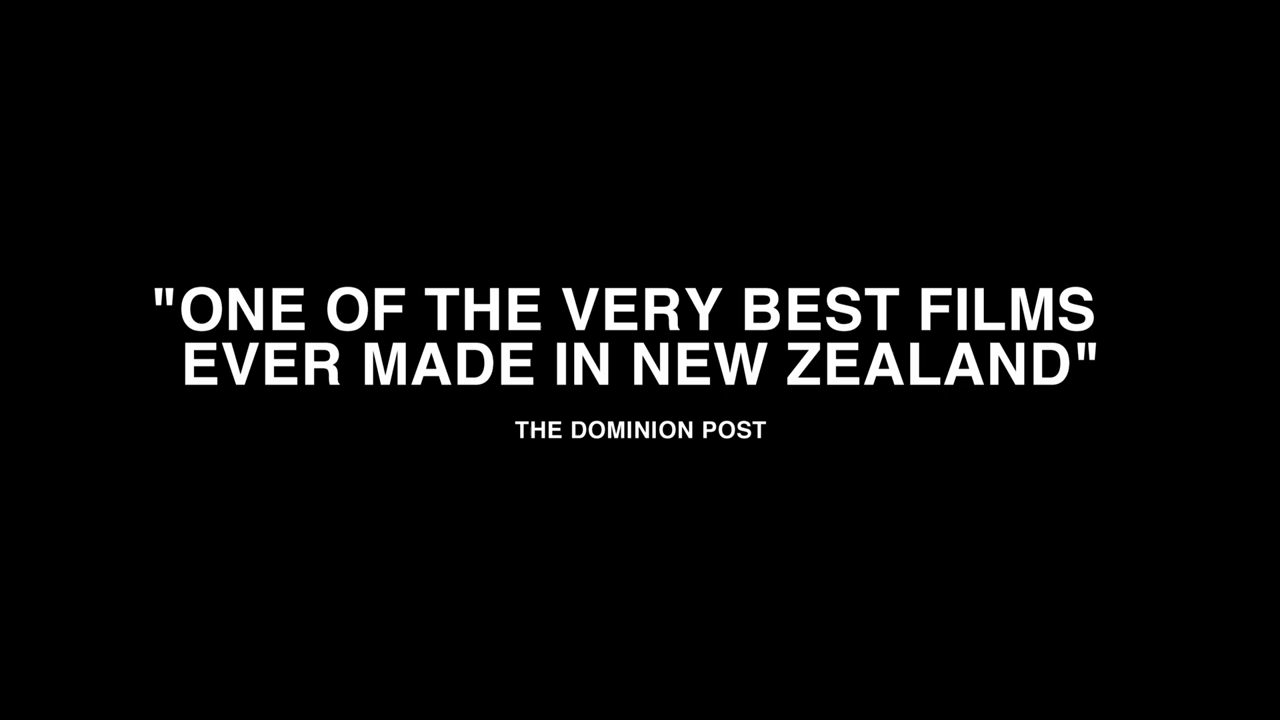 "ONE OF THE VERY BEST FILMS
EVER MADE IN NEW ZEALAND"
THE DOMINION POST